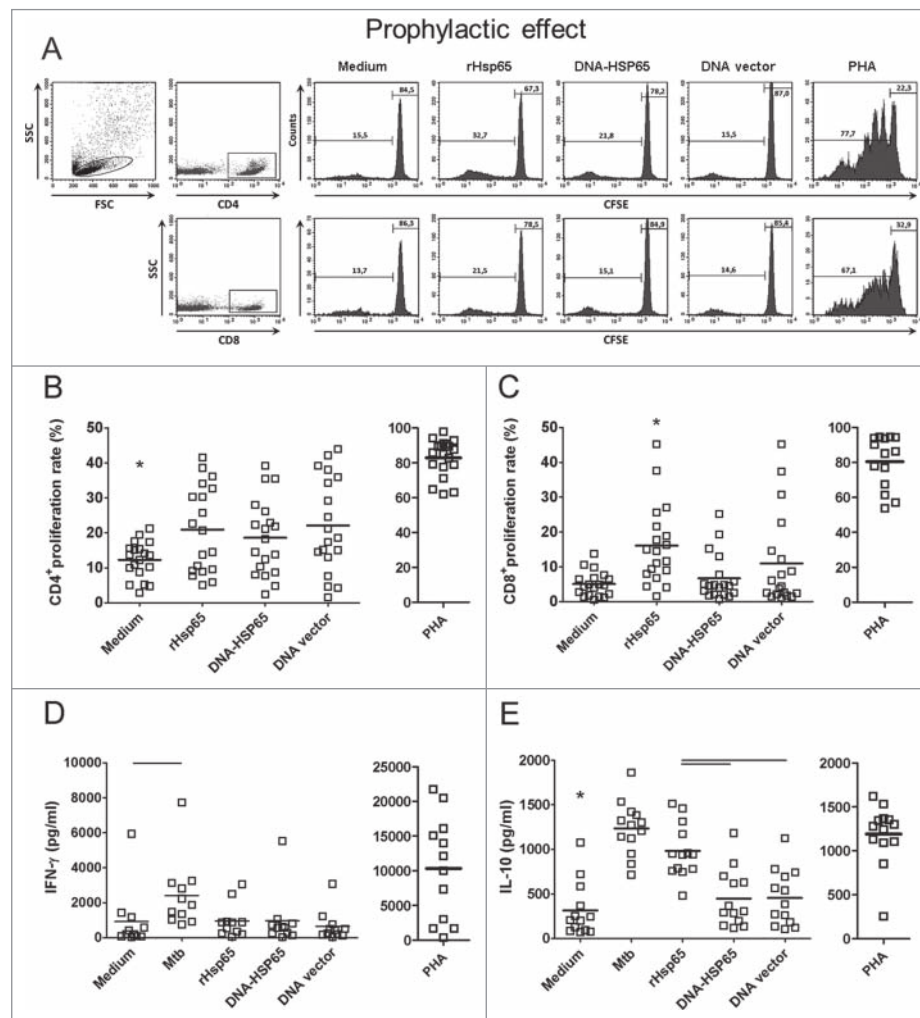 Prophylactic effect
A
Medium rHsp65 DNA-HSP65 DNA vector PHA
SSC
FSC
SSC
CD4
Counts
84,5
15,5
67,3
32,7
78,2
21,8
87,0
15,5
22,3
77,7
CFSE
CD8
86,3
13,7
78,5
21,5
84,9
15,1
85,4
14,6
32,9
67,1
CFSE
B
CD4+proliferation rate (%)
50
40
30
20
10
0
*
Medium rHsp65 DNA-HSP65 DNA vector
100
80
60
40
20
0
PHA
C
CD8+proliferation rate (%)
50
40
30
20
10
0
*
Medium rHsp65 DNA-HSP65 DNA vector
100
80
60
40
20
0
PHA
D
IFN-γ (pg/ml)
10000
8000
6000
4000
2000
0
Medium Mtb rHsp65 DNA-HSP65 DNA vector
25000
20000
15000
10000
5000
0
PHA
E
IL-10 (pg/ml)
2000
1500
1000
500
0
*
Medium Mtb rHsp65 DNA-HSP65 DNA vector
2000
1500
1000
500
0
PHA